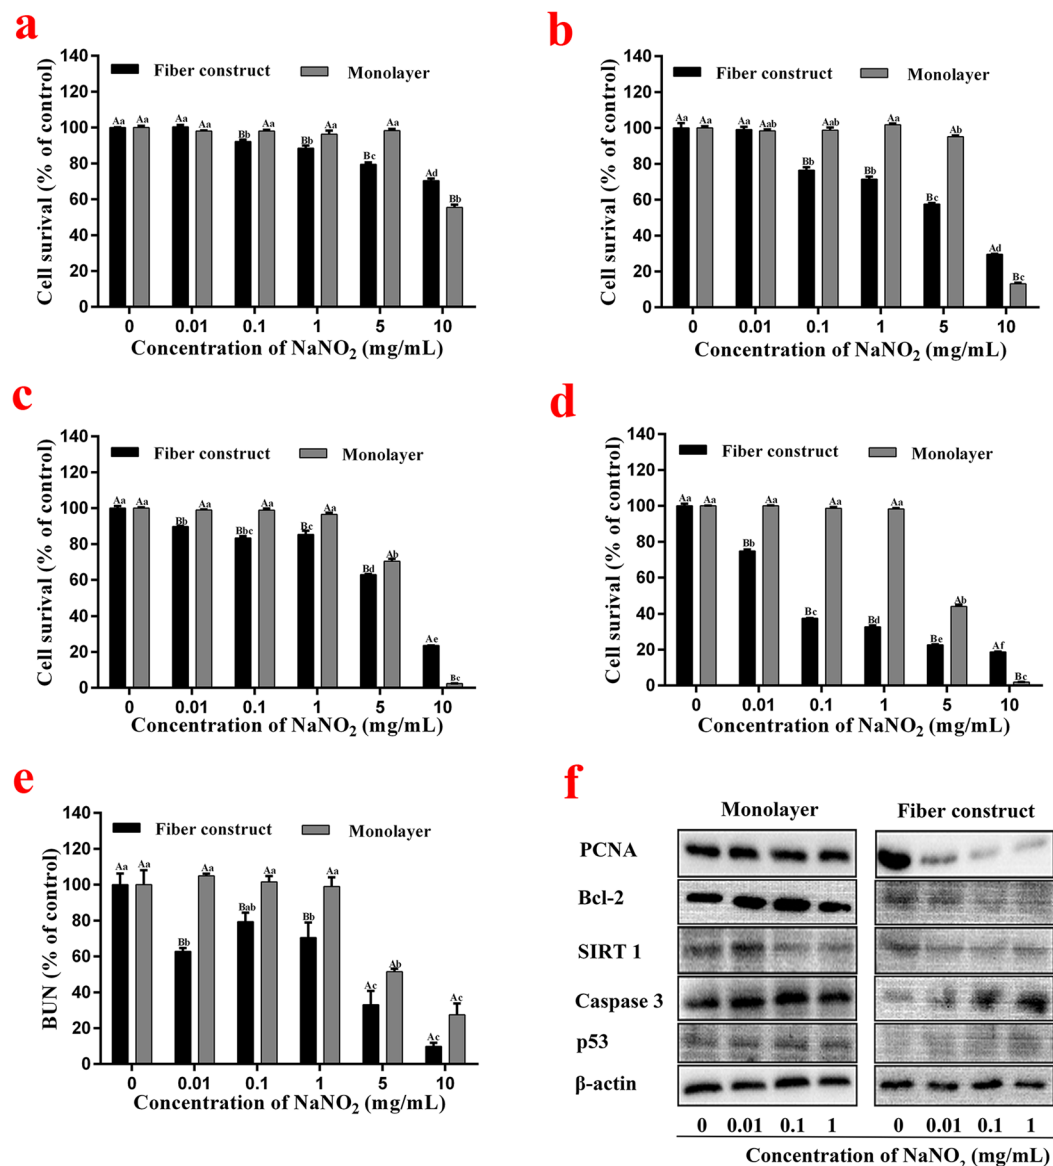 a
140
120
100
80
60
40
20
0
Cell surival (% of control)
Fiber construct
Monolayer
Aa Aa Aa Aa Bb Aa Bb Aa Bc Aa Ad Bb
0 0.01 0.1 1 5 10
Concentration of NaNO₂ (mg/mL)
b
140
120
100
80
60
40
20
0
Cell surival (% of control)
Fiber construct
Monolayer
Aa Aa Aa Aab Bb Aab Bb Aa Bc Ab Ad Bc
0 0.01 0.1 1 5 10
Concentration of NaNO₂ (mg/mL)
c
140
120
100
80
60
40
20
0
Cell surival (% of control)
Fiber construct
Monolayer
Aa Aa Bb Aa Bbc Aa Bc Aa Bd Ab Ae Bc
0 0.01 0.1 1 5 10
Concentration of NaNO₂ (mg/mL)
d
140
120
100
80
60
40
20
0
Cell surival (% of control)
Fiber construct
Monolayer
Aa Aa Bb Aa Bc Aa Bd Aa Be Ab Af Bc
0 0.01 0.1 1 5 10
Concentration of NaNO₂ (mg/mL)
e
140
120
100
80
60
40
20
0
BUN (% of control)
Fiber construct
Monolayer
Aa Aa Bb Aa Bab Aa Bb Aa Ac Ab Ac Ac
0 0.01 0.1 1 5 10
Concentration of NaNO₂ (mg/mL)
f
Monolayer Fiber construct
PCNA
Bcl-2
SIRT 1
Caspase 3
p53
β-actin
0 0.01 0.1 1 0 0.01 0.1 1
Concentration of NaNO₂ (mg/mL)